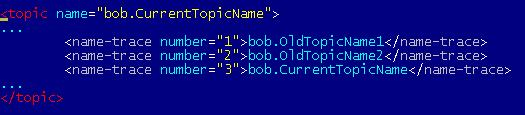 <topic name="bob.CurrentTopicName">
...
<name-trace number="1">bob.OldTopicName1</name-trace>
<name-trace number="2">bob.OldTopicName2</name-trace>
<name-trace number="3">bob.CurrentTopicName</name-trace>
...
</topic>